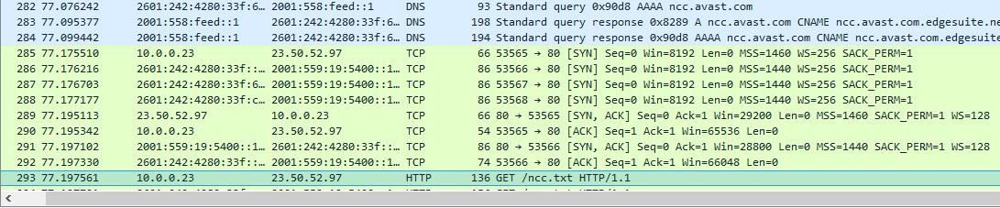 282 77.076242 2601:242:4280:33f:6… 2001:558:feed::1 DNS 93 Standard query 0x90d8 AAAA ncc.avast.com
283 77.095377 2001:558:feed::1 2601:242:4280:33f:6… DNS 198 Standard query response 0x8289 A ncc.avast.com CNAME ncc.avast.com.edgesuite.ne
284 77.099442 2001:558:feed::1 2601:242:4280:33f:6… DNS 194 Standard query response 0x90d8 AAAA ncc.avast.com CNAME ncc.avast.com.edgesui
285 77.175510 10.0.0.23 23.50.52.97 TCP 66 53565 → 80 [SYN] Seq=0 Win=8192 Len=0 MSS=1460 WS=256 SACK_PERM=1
286 77.176216 2601:242:4280:33f::… 2001:559:19:5400::1… TCP 86 53566 → 80 [SYN] Seq=0 Win=8192 Len=0 MSS=1440 WS=256 SACK_PERM=1
287 77.176703 2601:242:4280:33f:6… 2001:559:19:5400::1… TCP 86 53567 → 80 [SYN] Seq=0 Win=8192 Len=0 MSS=1440 WS=256 SACK_PERM=1
288 77.177177 2601:242:4280:33f:c… 2001:559:19:5400::1… TCP 86 53568 → 80 [SYN] Seq=0 Win=8192 Len=0 MSS=1440 WS=256 SACK_PERM=1
289 77.195113 23.50.52.97 10.0.0.23 TCP 66 80 → 53565 [SYN, ACK] Seq=0 Ack=1 Win=29200 Len=0 MSS=1460 SACK_PERM=1 WS=128
290 77.195342 10.0.0.23 23.50.52.97 TCP 54 53565 → 80 [ACK] Seq=1 Ack=1 Win=65536 Len=0
291 77.197102 2001:559:19:5400::1… 2601:242:4280:33f::… TCP 86 80 → 53566 [SYN, ACK] Seq=0 Ack=1 Win=28800 Len=0 MSS=1440 SACK_PERM=1 WS=128
292 77.197330 2601:242:4280:33f::… 2001:559:19:5400::1… TCP 74 53566 → 80 [ACK] Seq=1 Ack=1 Win=66048 Len=0
293 77.197561 10.0.0.23 23.50.52.97 HTTP 136 GET /ncc.txt HTTP/1.1